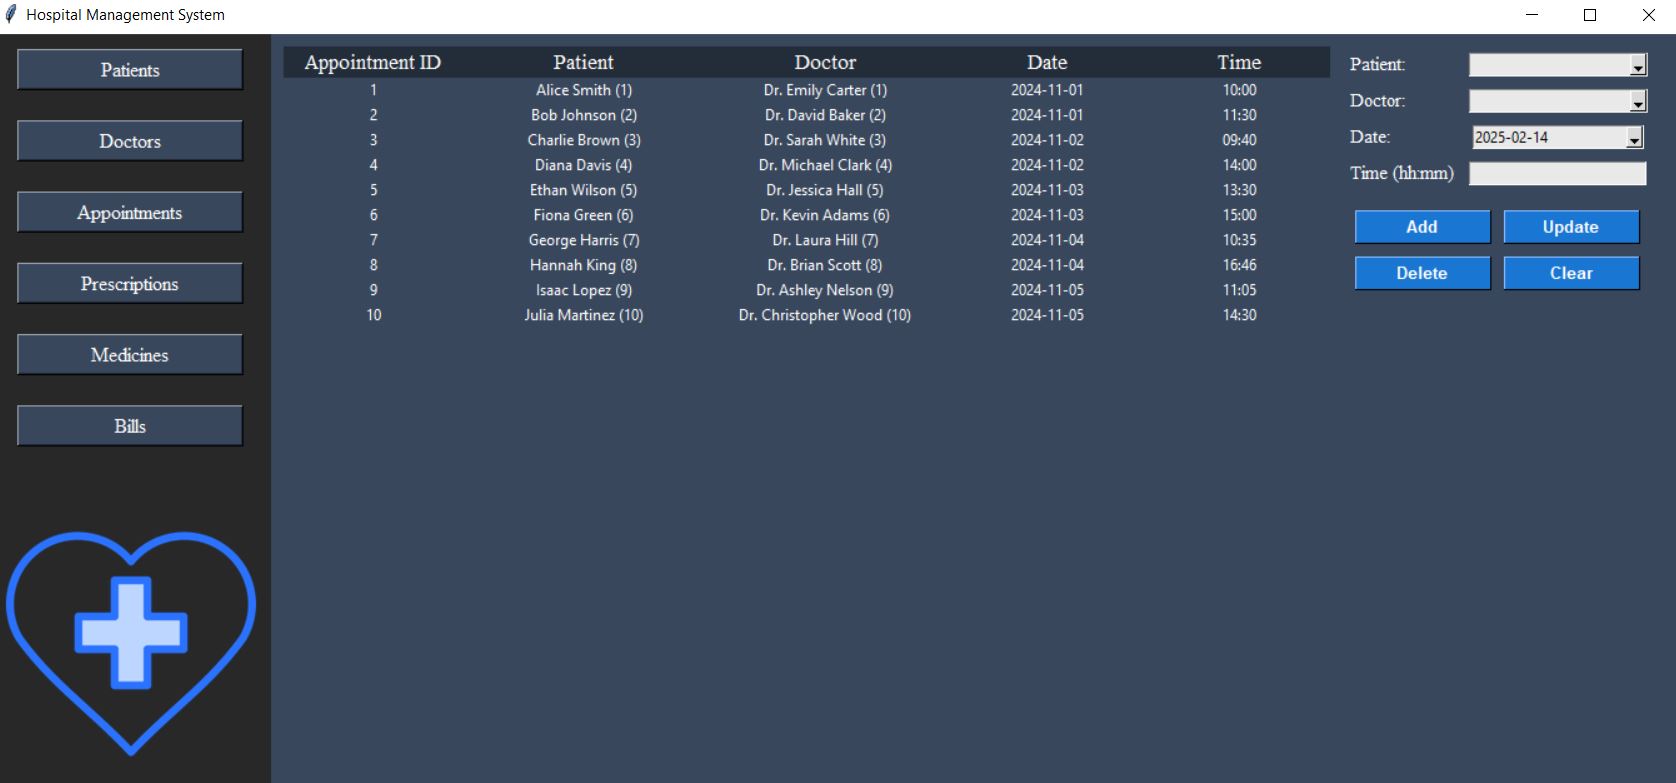 Hospital Management System
Patients
Doctors
Appointments
Prescriptions
Medicines
Bills
Appointment ID Patient Doctor Date Time
1 Alice Smith (1) Dr. Emily Carter (1) 2024-11-01 10:00
2 Bob Johnson (2) Dr. David Baker (2) 2024-11-01 11:30
3 Charlie Brown (3) Dr. Sarah White (3) 2024-11-02 09:40
4 Diana Davis (4) Dr. Michael Clark (4) 2024-11-02 14:00
5 Ethan Wilson (5) Dr. Jessica Hall (5) 2024-11-03 13:30
6 Fiona Green (6) Dr. Kevin Adams (6) 2024-11-03 15:00
7 George Harris (7) Dr. Laura Hill (7) 2024-11-04 10:35
8 Hannah King (8) Dr. Brian Scott (8) 2024-11-04 16:46
9 Isaac Lopez (9) Dr. Ashley Nelson (9) 2024-11-05 11:05
10 Julia Martinez (10) Dr. Christopher Wood (10) 2024-11-05 14:30
Patient:
Doctor:
Date: 2025-02-14
Time (hh:mm)
Add Update
Delete Clear